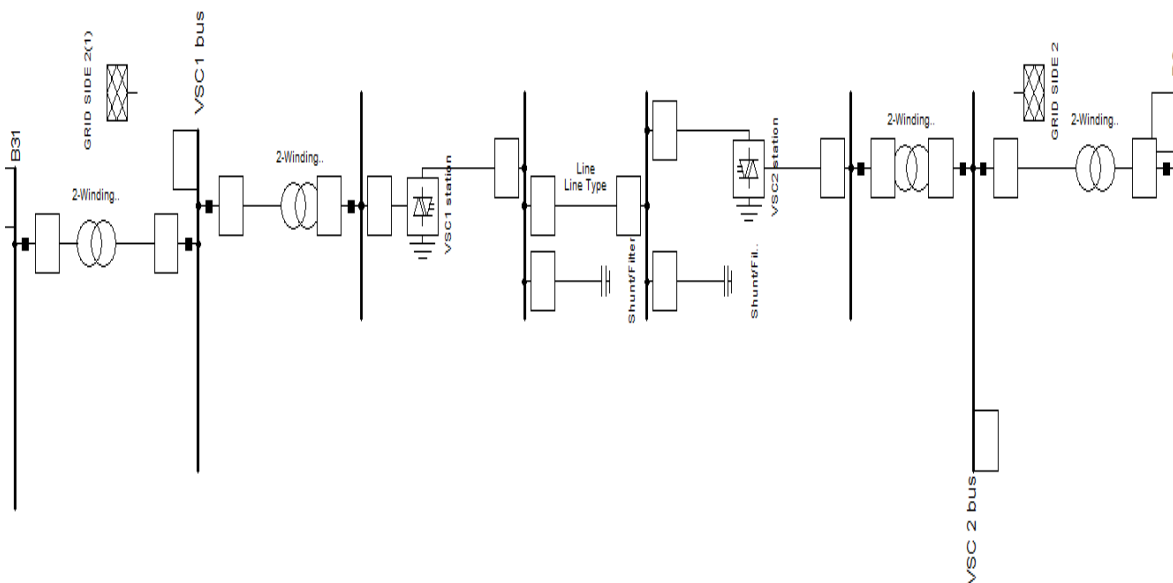 B31
GRID SIDE 2(1)
VSC1 bus
2-Winding..
2-Winding..
VSC1 station
Line
Line Type
Shunt/Filter
Shunt/Fil..
VSC2 station
2-Winding..
GRID SIDE 2
2-Winding..
VSC 2 bus